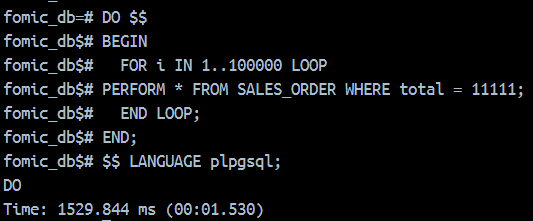 fomic_db=# DO $$
fomic_db$# BEGIN
fomic_db$#   FOR i IN 1..100000 LOOP
fomic_db$# PERFORM * FROM SALES_ORDER WHERE total = 11111;
fomic_db$#   END LOOP;
fomic_db$# END;
fomic_db$# $$ LANGUAGE plpgsql;
DO
Time: 1529.844 ms (00:01.530)